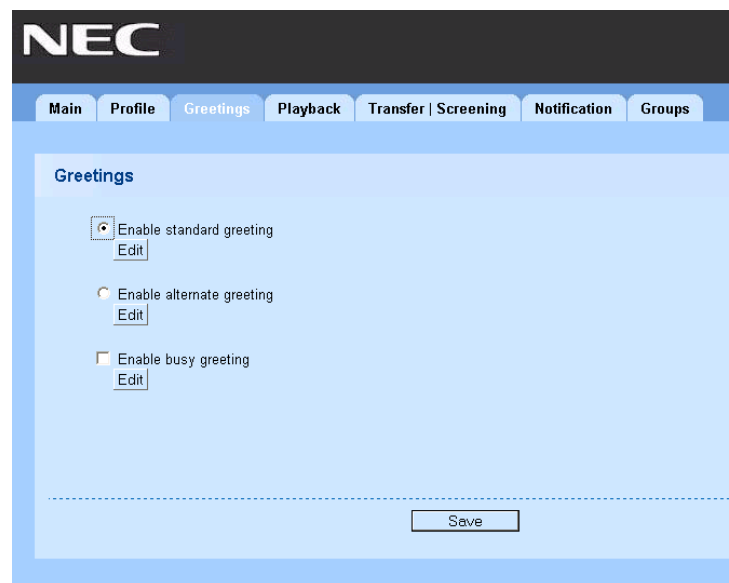 NEC
Main Profile Greetings Playback Transfer | Screening Notification Groups
Greetings
Enable standard greeting
Edit
Enable alternate greeting
Edit
Enable busy greeting
Edit
Save